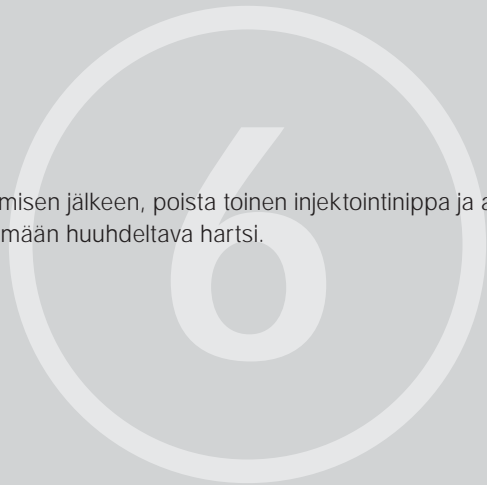 misen jälkeen, poista toinen injektointinippa ja a
mään huuhdeltava hartsi.
6